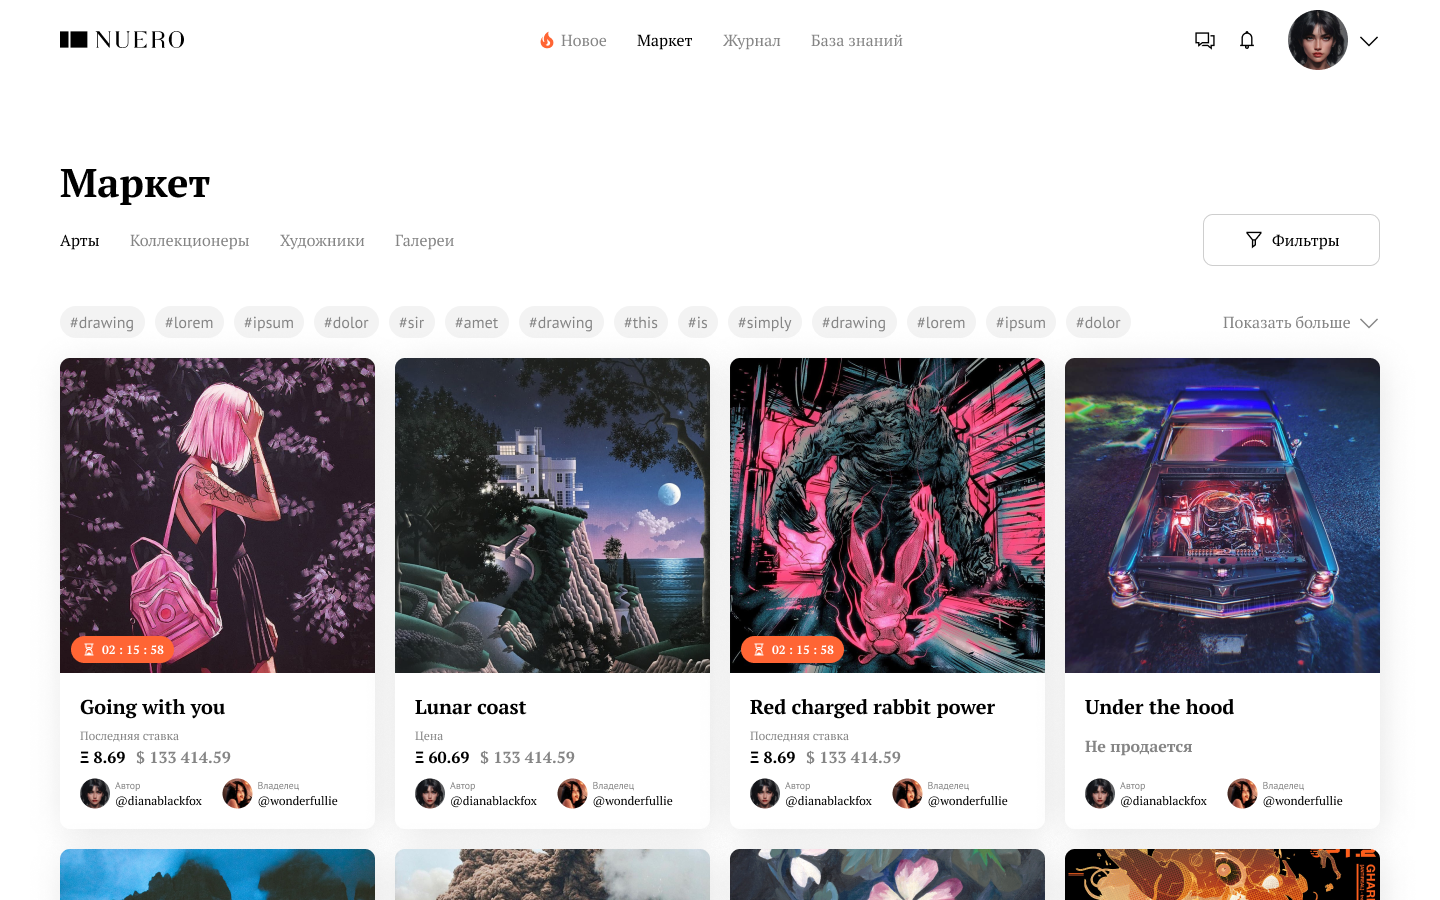 NUERO
Новое Маркет Журнал База знаний
Маркет
Арты Коллекционеры Художники Галереи
Фильтры
#drawing #lorem #ipsum #dolor #sir #amet #drawing #this #is #simply #drawing #lorem #ipsum #dolor
Показать больше
02 : 15 : 58
Going with you
Последняя ставка
Ξ 8.69 $ 133 414.59
Автор
@dianablackfox
Владелец
@wonderfullie
Lunar coast
Цена
Ξ 60.69 $ 133 414.59
Автор
@dianablackfox
Владелец
@wonderfullie
02 : 15 : 58
Red charged rabbit power
Последняя ставка
Ξ 8.69 $ 133 414.59
Автор
@dianablackfox
Владелец
@wonderfullie
Under the hood
Не продается
Автор
@dianablackfox
Владелец
@wonderfullie